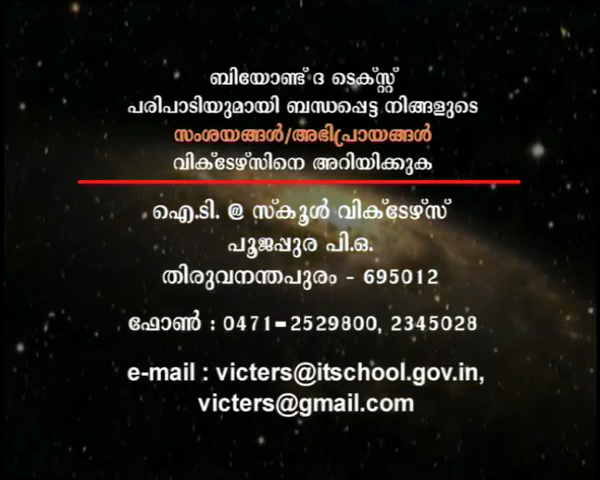 ബിയോണ്ട് ദ ടെക്സ്റ്റ്
പരിപാടിയുമായി ബന്ധപ്പെട്ട നിങ്ങളുടെ
സംശയങ്ങൾ/അഭിപ്രായങ്ങൾ
വിക്ടേഴ്സിനെ അറിയിക്കുക
ഐ.ടി. @ സ്കൂൾ വിക്ടേഴ്സ്
പൂജപ്പുര പി.ഒ.
തിരുവനന്തപുരം - 695012
ഫോൺ : 0471-2529800, 2345028
e-mail : victers@itschool.gov.in,
victers@gmail.com